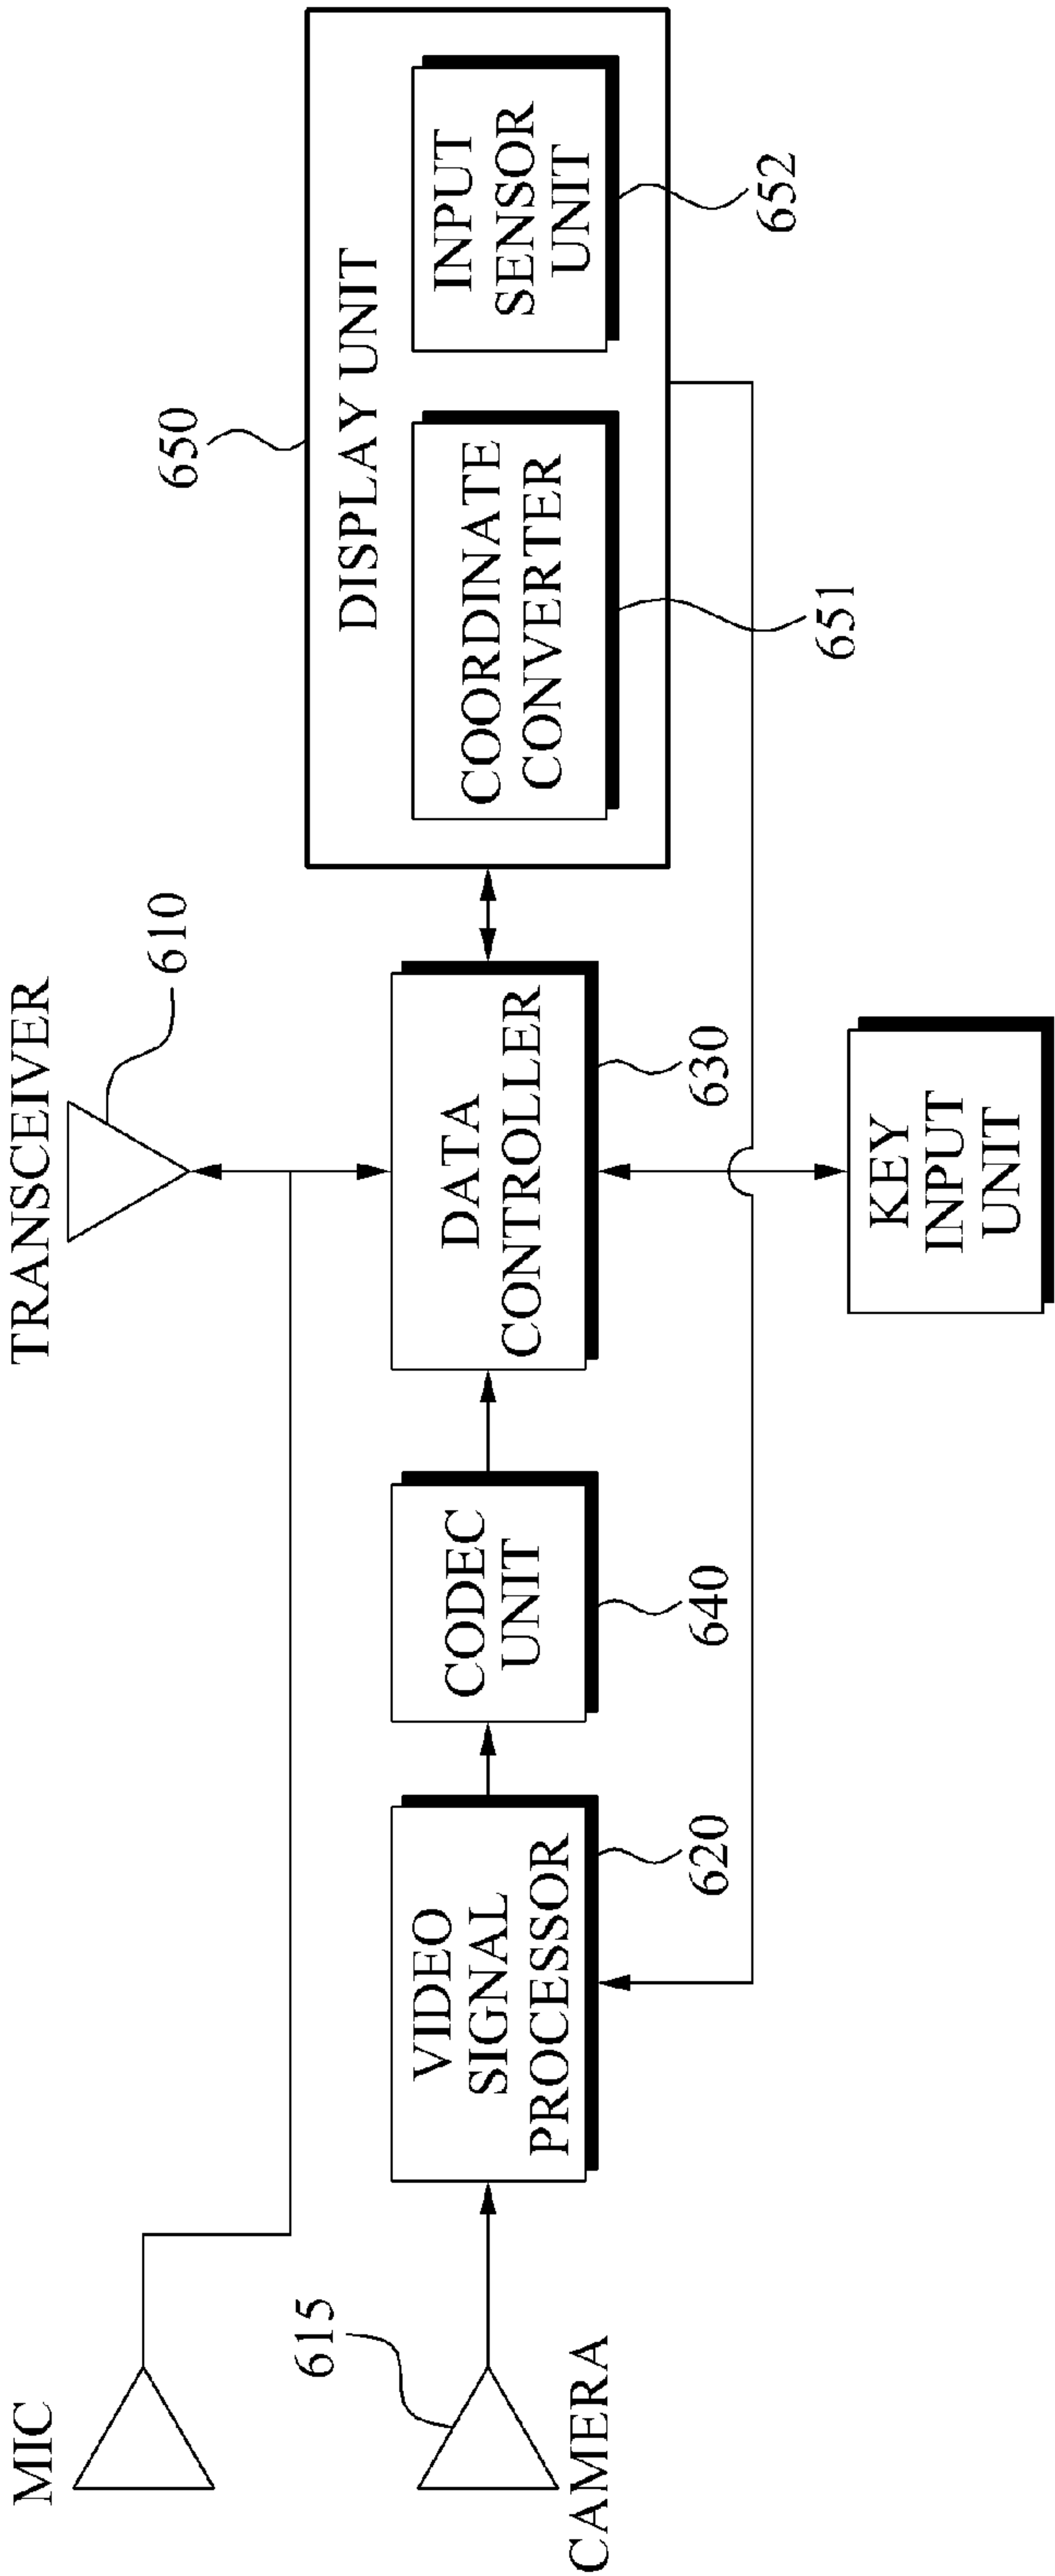 MIC
TRANSCEIVER
610
650
DISPLAY UNIT
615
CAMERA
VIDEO
SIGNAL
PROCESSOR
620
CODEC
UNIT
640
DATA
CONTROLLER
630
COORDINATE
CONVERTER
651
INPUT
SENSOR
UNIT
652
KEY
INPUT
UNIT